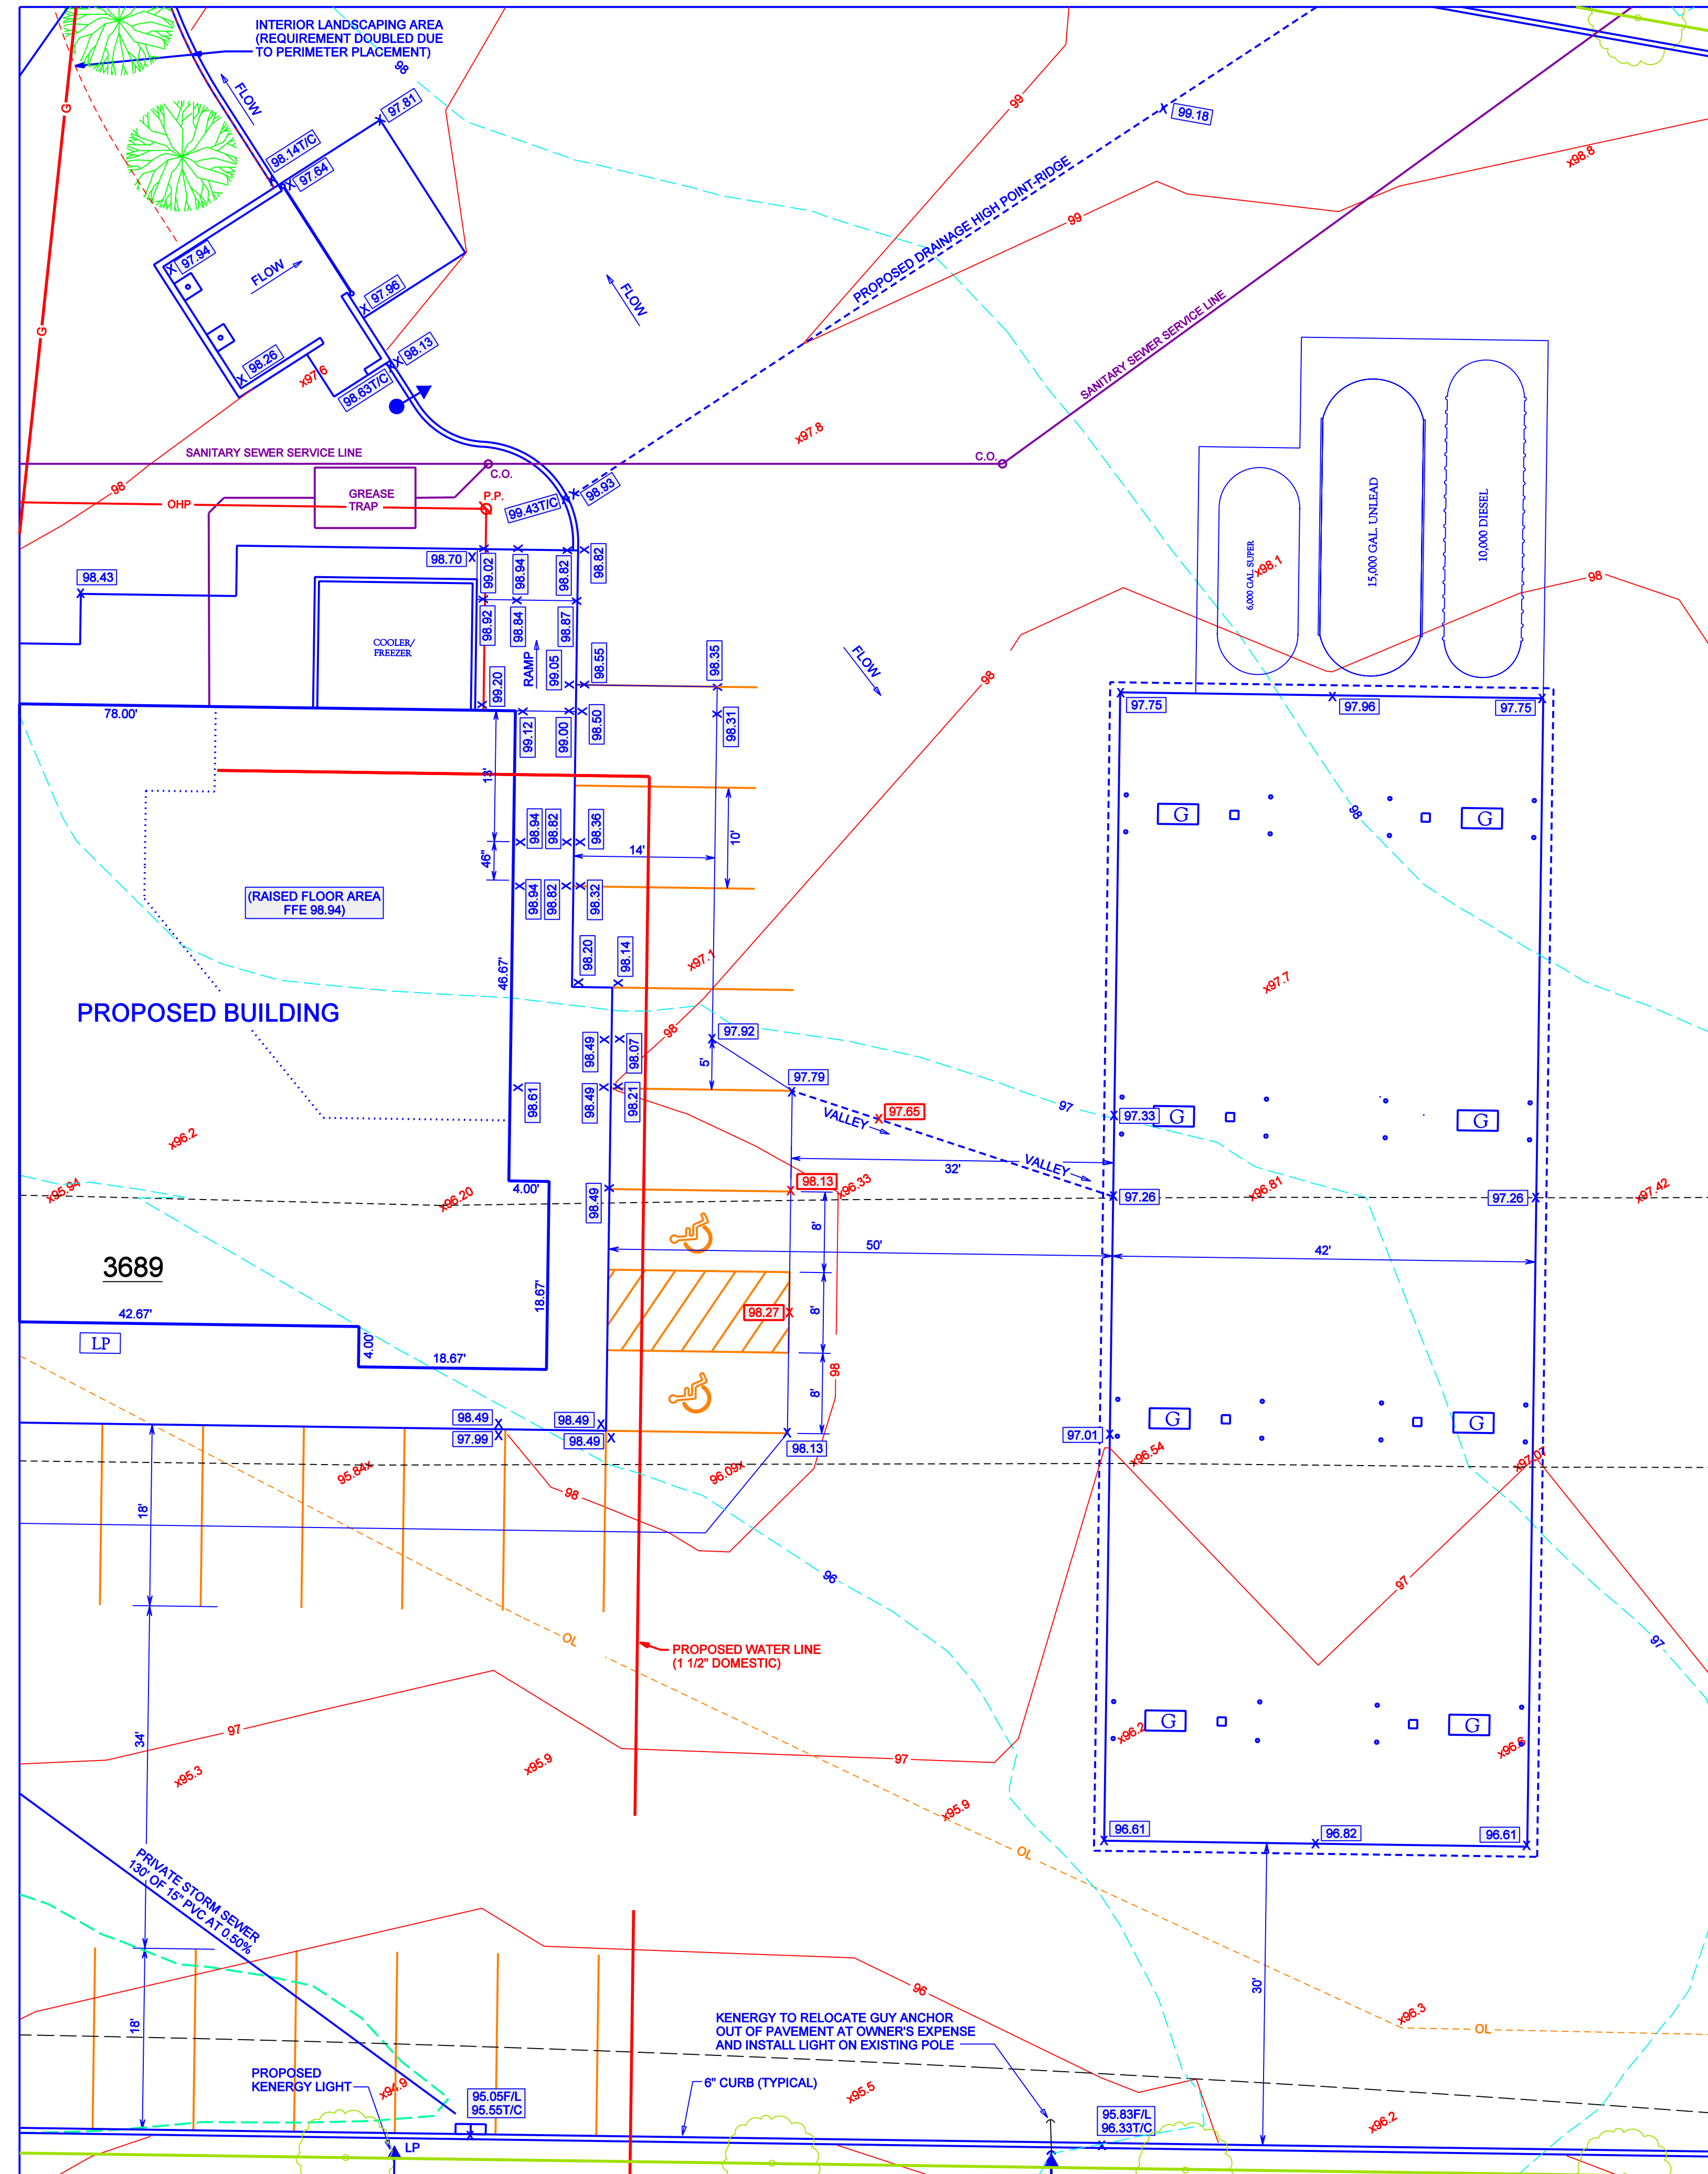 INTERIOR LANDSCAPING AREA
(REQUIREMENT DOUBLED DUE
TO PERIMETER PLACEMENT)
98
FLOW
97.81
G
99
99.18
x98.8
98.14T/C
97.64
PROPOSED DRAINAGE HIGH POINT-RIDGE
99
97.94
FLOW
97.96
FLOW
G
98.26
x97.6
98.13
98.63T/C
SANITARY SEWER SERVICE LINE
x97.8
SANITARY SEWER SERVICE LINE
C.O.
C.O.
98
OHP
GREASE
TRAP
P.P.
99.43T/C
98.93
6,000 GAL. SUPER
15,000 GAL. UNLEAD
10,000 DIESEL
x98.1
98
98.43
98.70
99.02
98.94
98.82
98.82
COOLER/
FREEZER
98.92
98.84
98.87
RAMP
99.20
99.05
98.55
98.35
FLOW
98
78.00'
99.12
99.00
98.50
98.31
97.75
97.96
97.75
13'
98.94
98.82
98.36
10'
14'
46"
G
G
98
(RAISED FLOOR AREA
FFE 98.94)
98.94
98.82
98.32
98.20
98.14
x97.1
46.67'
x97.7
PROPOSED BUILDING
98
98.49
98.07
97.92
5'
97.79
98.61
98.49
98.21
97.65
VALLEY
97
97.33
G
G
x96.2
32'
VALLEY
x95.94
x96.20
4.00'
98.49
98.13
x96.33
97.26
x96.81
97.26
x97.42
8'
50'
42'
3689
18.67'
98.27
8'
42.67'
LP
4.00'
18.67'
8'
98
98.49
97.99
98.49
98.49
98.13
97.01
G
G
95.84x
96.09x
x96.54
x97.07
98
18'
96
97
OL
PROPOSED WATER LINE
(1 1/2" DOMESTIC)
97
34'
97
97
x95.3
x95.9
x95.9
G
G
x96.2
x96.6
96.61
96.82
96.61
OL
PRIVATE STORM SEWER
130' OF 15" PVC AT 0.50%
96
30'
x96.3
OL
18'
KENERGY TO RELOCATE GUY ANCHOR
OUT OF PAVEMENT AT OWNER'S EXPENSE
AND INSTALL LIGHT ON EXISTING POLE
PROPOSED
KENERGY LIGHT
x94.9
95.05F/L
95.55T/C
6" CURB (TYPICAL)
x95.5
95.83F/L
96.33T/C
x96.2
LP